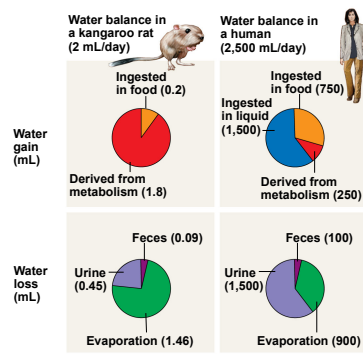 Water balance in
a kangaroo rat
(2 mL/day)
Water balance in
a human
(2,500 mL/day)
Water
gain
(mL)
Ingested
in food (0.2)
Derived from
metabolism (1.8)
Ingested
in food (750)
Ingested
in liquid
(1,500)
Derived from
metabolism (250)
Water
loss
(mL)
Feces (0.09)
Urine
(0.45)
Evaporation (1.46)
Feces (100)
Urine
(1,500)
Evaporation (900)